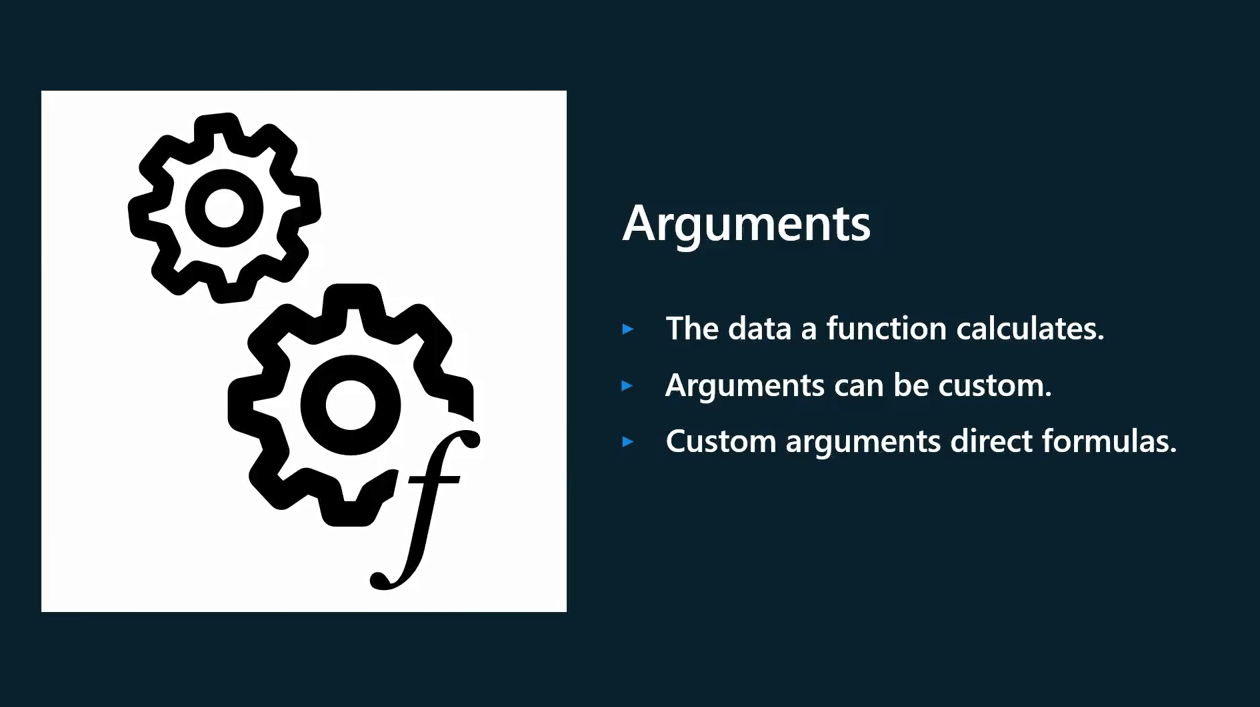 Arguments
The data a function calculates.
Arguments can be custom.
Custom arguments direct formulas.
f